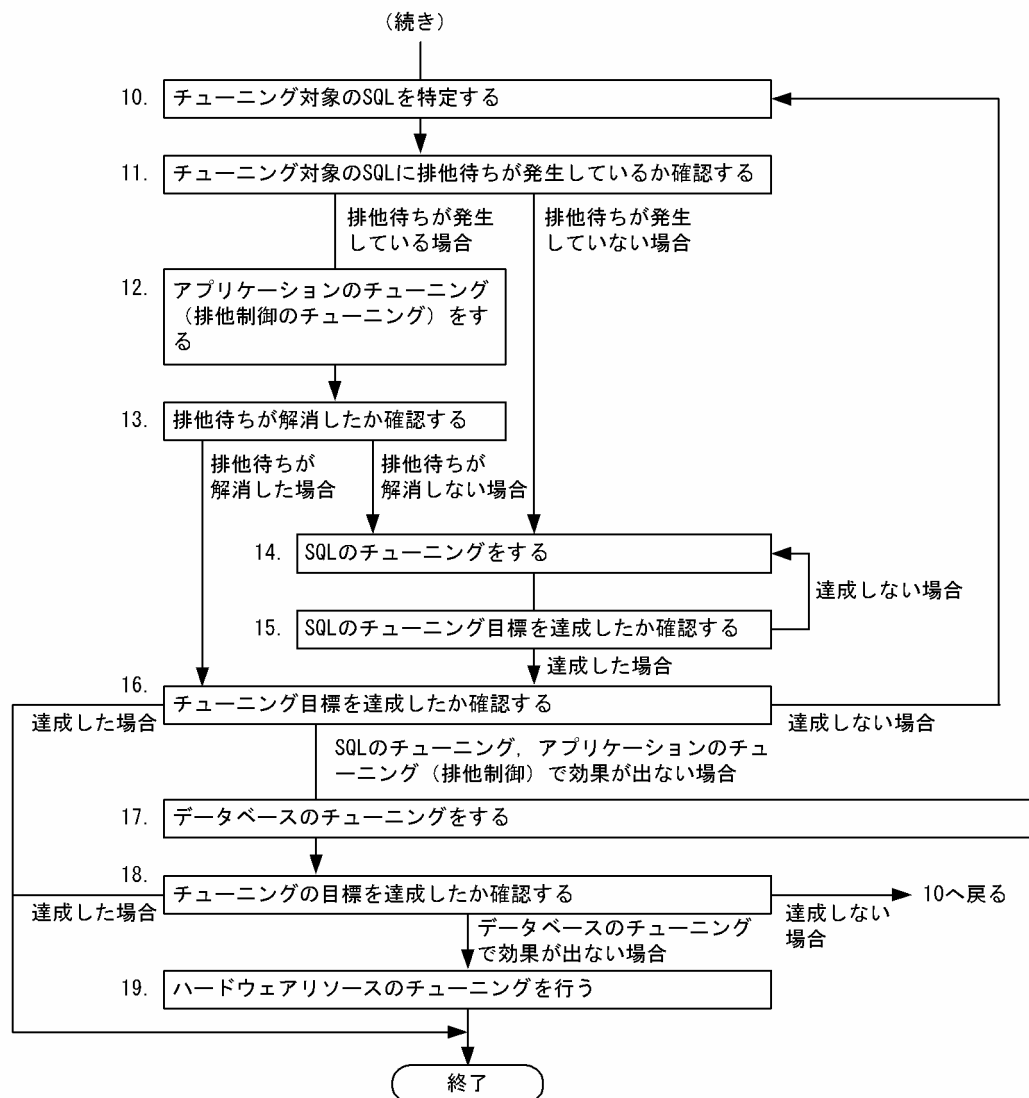 (続き)
10. チューニング対象のSQLを特定する
11. チューニング対象のSQLに排他待ちが発生しているか確認する
排他待ちが発生
している場合
排他待ちが発生
していない場合
12. アプリケーションのチューニング
(排他制御のチューニング)をす
る
13. 排他待ちが解消したか確認する
排他待ちが
解消した場合
排他待ちが
解消しない場合
14. SQLのチューニングをする
達成しない場合
15. SQLのチューニング目標を達成したか確認する
達成した場合
16. チューニング目標を達成したか確認する
達成した場合
達成しない場合
SQLのチューニング,アプリケーションのチュ
ーニング(排他制御)で効果が出ない場合
17. データベースのチューニングをする
18. チューニングの目標を達成したか確認する
達成した場合
達成しない
場合
10へ戻る
データベースのチューニング
で効果が出ない場合
19. ハードウェアリソースのチューニングを行う
終了